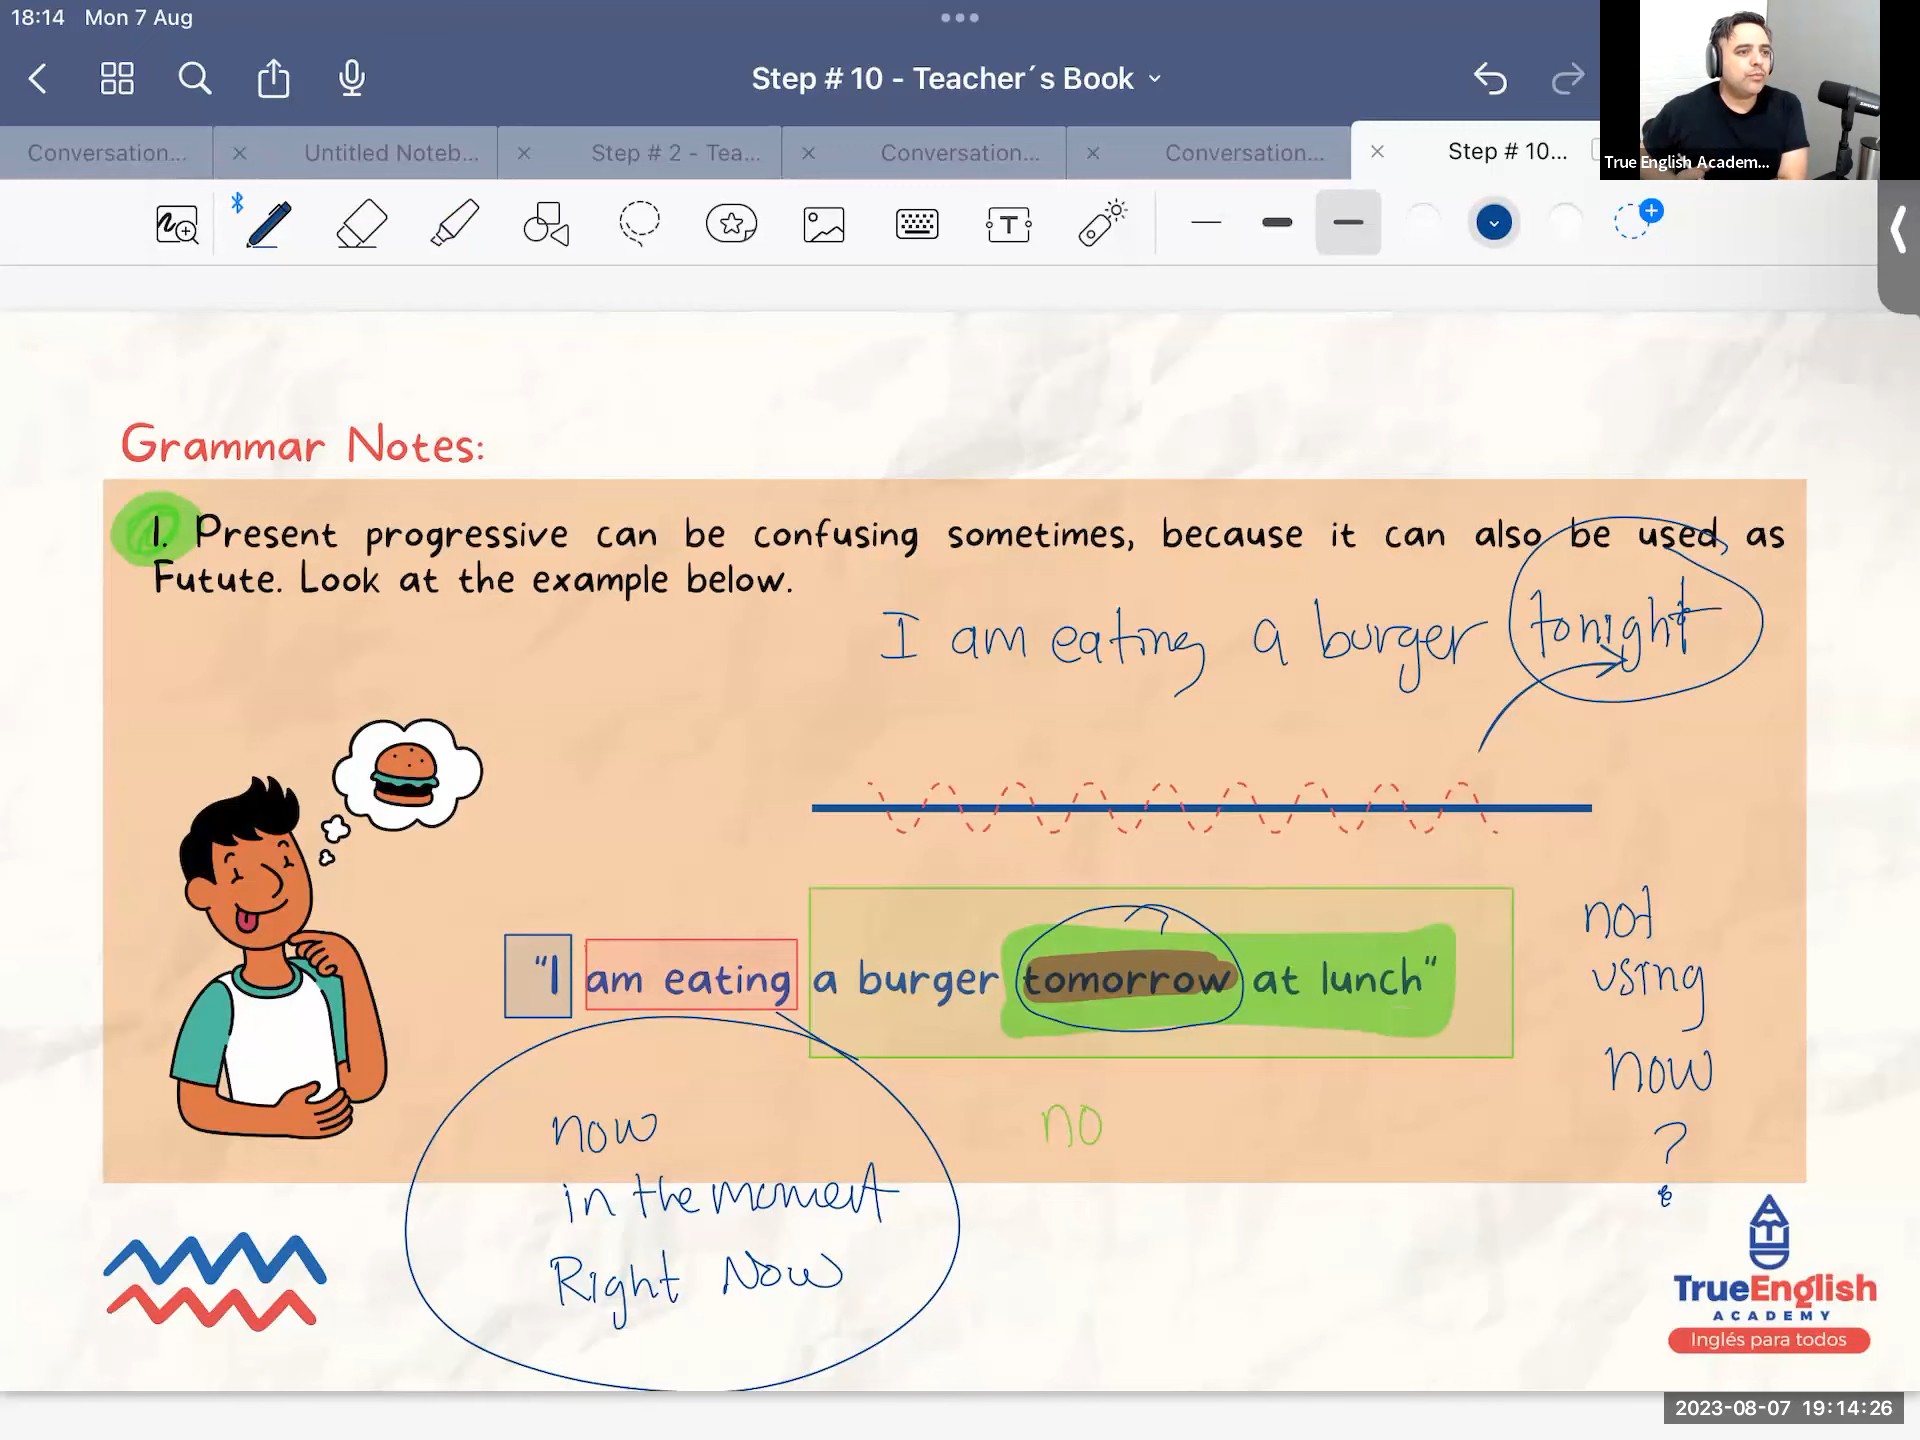 18:14 Mon 7 Aug
Step # 10 - Teacher´s Book
Conversation...
Untitled Noteb...
Step # 2 - Tea...
Conversation...
Conversation...
Step # 10...
True English Academ...
Grammar Notes:
1. Present progressive can be confusing sometimes, because it can also be used as
Futute. Look at the example below.
I am eating a burger tonight
"I am eating a burger tomorrow at lunch"
not
using
now
?
now
in the moment
Right Now
no
TrueEnglish
ACADEMY
Inglés para todos
2023-08-07 19:14:26